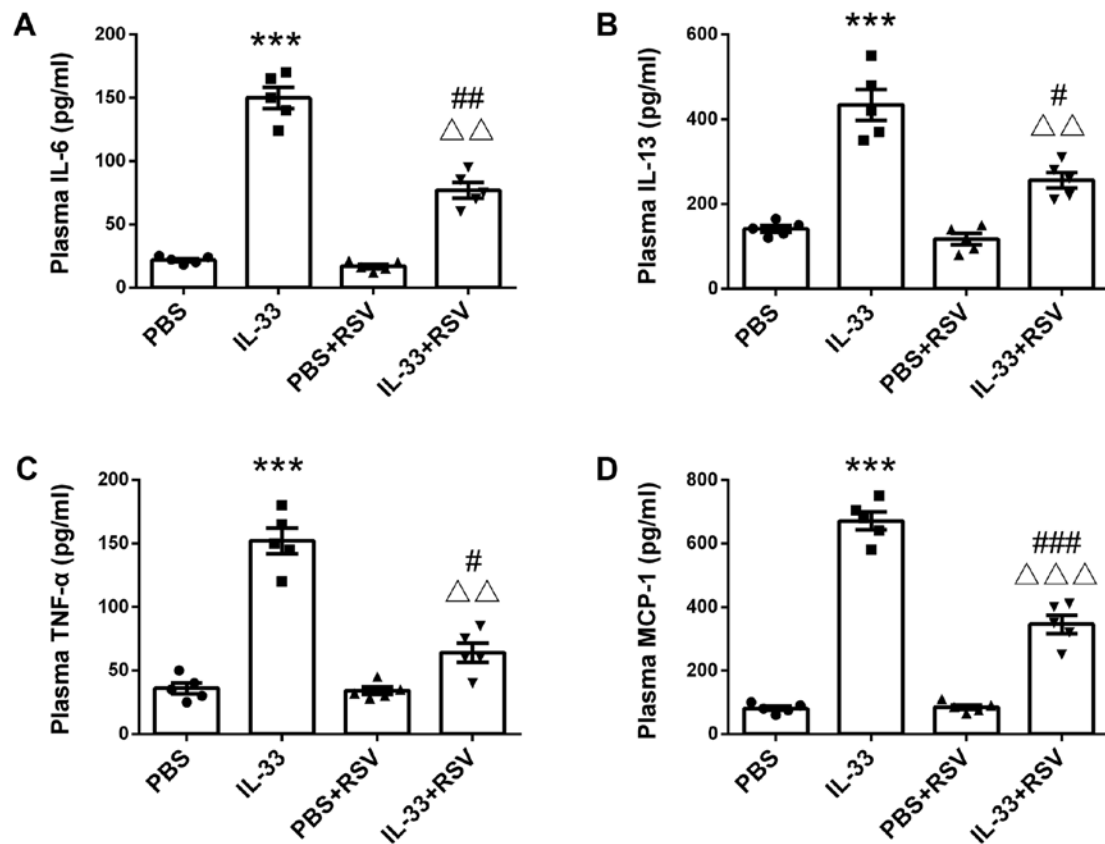 A
Plasma IL-6 (pg/ml)
200
150
100
50
0
***
##
△△
PBS
IL-33
PBS+RSV
IL-33+RSV
B
Plasma IL-13 (pg/ml)
600
400
200
0
***
#
△△
PBS
IL-33
PBS+RSV
IL-33+RSV
C
Plasma TNF-α (pg/ml)
200
150
100
50
0
***
#
△△
PBS
IL-33
PBS+RSV
IL-33+RSV
D
Plasma MCP-1 (pg/ml)
800
600
400
200
0
***
###
△△△
PBS
IL-33
PBS+RSV
IL-33+RSV